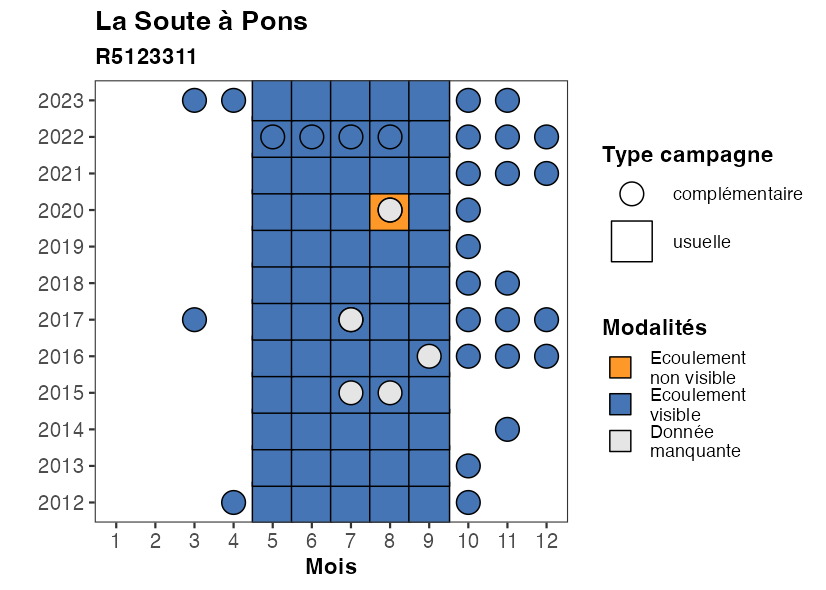 La Soute à Pons
R5123311
2023
2022
2021
2020
2019
2018
2017
2016
2015
2014
2013
2012
1 2 3 4 5 6 7 8 9 10 11 12
Mois
Type campagne
complémentaire
usuelle
Modalités
Ecoulement
non visible
Ecoulement
visible
Donnée
manquante